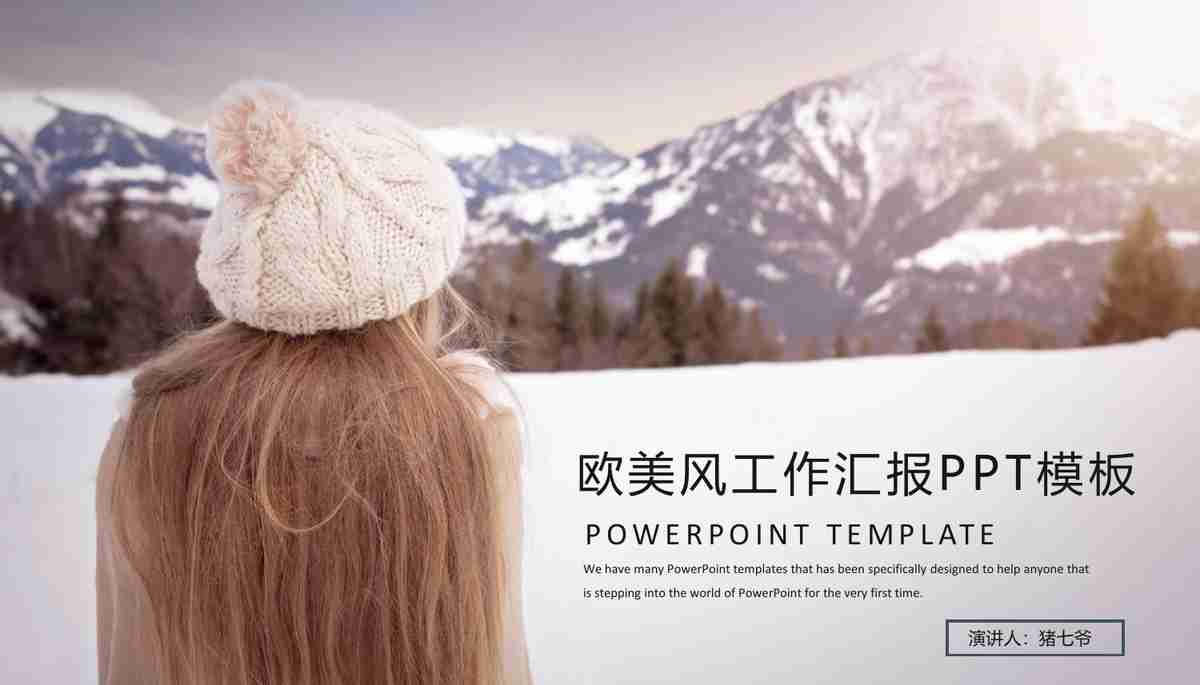 欧美风工作汇报PPT模板
POWERPOINT TEMPLATE
We have many PowerPoint templates that has been specifically designed to help anyone that
is stepping into the world of PowerPoint for the very first time.
演讲人：猪七爷